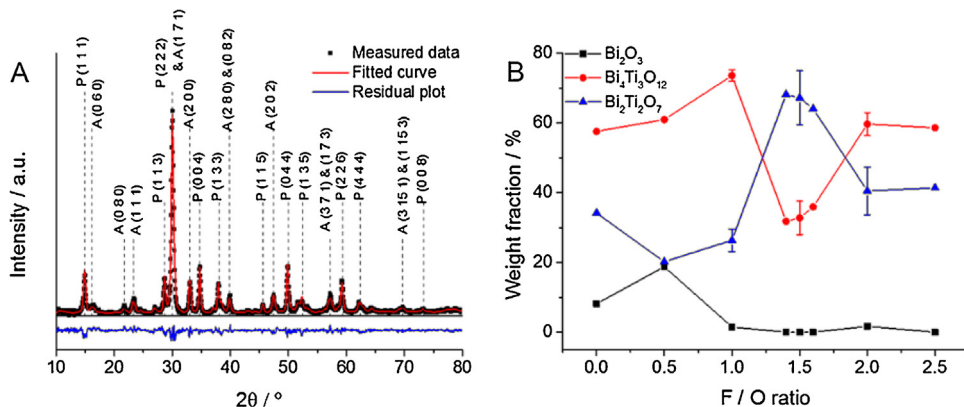 A
Intensity / a.u.
P (1 1 1)
A (0 6 0)
A (0 8 0)
A (1 1 1)
P (1 1 3)
P (2 2 2)
& A (1 7 1)
A (2 0 0)
P (0 0 4)
P (1 3 3)
A (2 8 0) & (0 8 2)
P (1 1 5)
A (2 0 2)
P (0 4 4)
P (1 3 5)
A (3 7 1) & (1 7 3)
P (2 2 6)
P (4 4 4)
A (3 15 1) & (1 15 3)
P (0 0 8)
Measured data
Fitted curve
Residual plot
10 20 30 40 50 60 70 80
2θ / º
B
Weight fraction / %
80
60
40
20
0
Bi₂O₃
Bi₄Ti₃O₁₂
Bi₂Ti₂O₇
0.0 0.5 1.0 1.5 2.0 2.5
F / O ratio